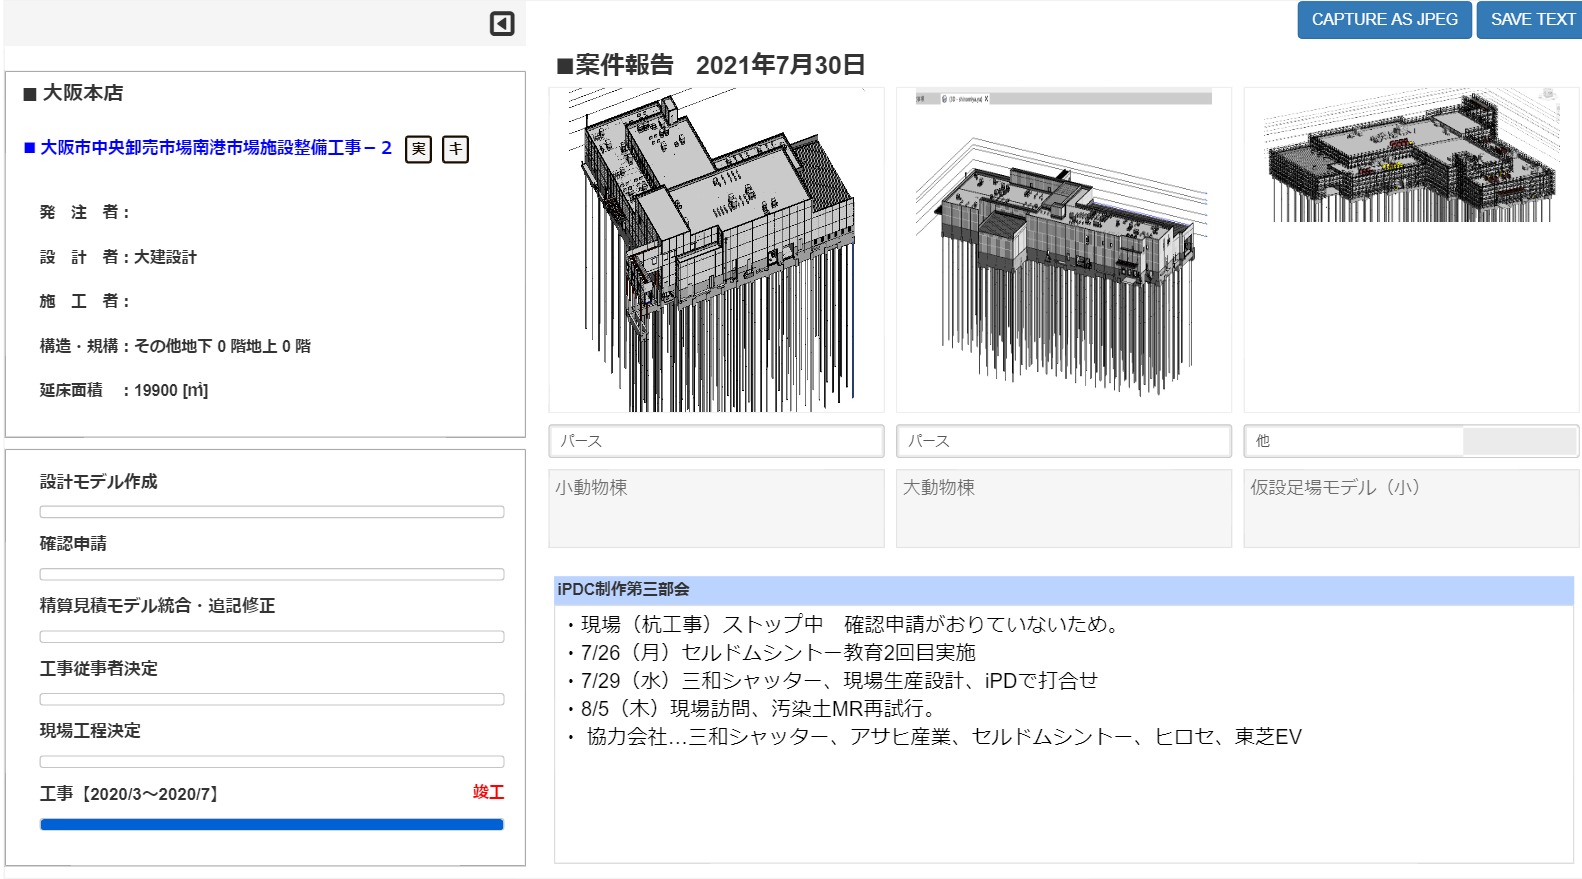 CAPTURE AS JPEG
SAVE TEXT
■ 大阪本店
■ 大阪市中央卸売市場南港市場施設整備工事－２ 実 キ
発　注　者：
設　計　者：大建設計
施　工　者：
構造・規構：その他地下 0 階地上 0 階
延床面積　：19900 [㎡]
設計モデル作成
確認申請
精算見積モデル統合・追記修正
工事従事者決定
現場工程決定
工事【2020/3～2020/7】 竣工
■案件報告　2021年7月30日
パース
パース
他
小動物棟
大動物棟
仮設足場モデル（小）
iPDC制作第三部会
・現場（杭工事）ストップ中　確認申請がおりていないため。
・7/26（月）セルドムシントー教育2回目実施
・7/29（水）三和シャッター、現場生産設計、iPDで打合せ
・8/5（木）現場訪問、汚染土MR再試行。
・ 協力会社…三和シャッター、アサヒ産業、セルドムシントー、ヒロセ、東芝EV